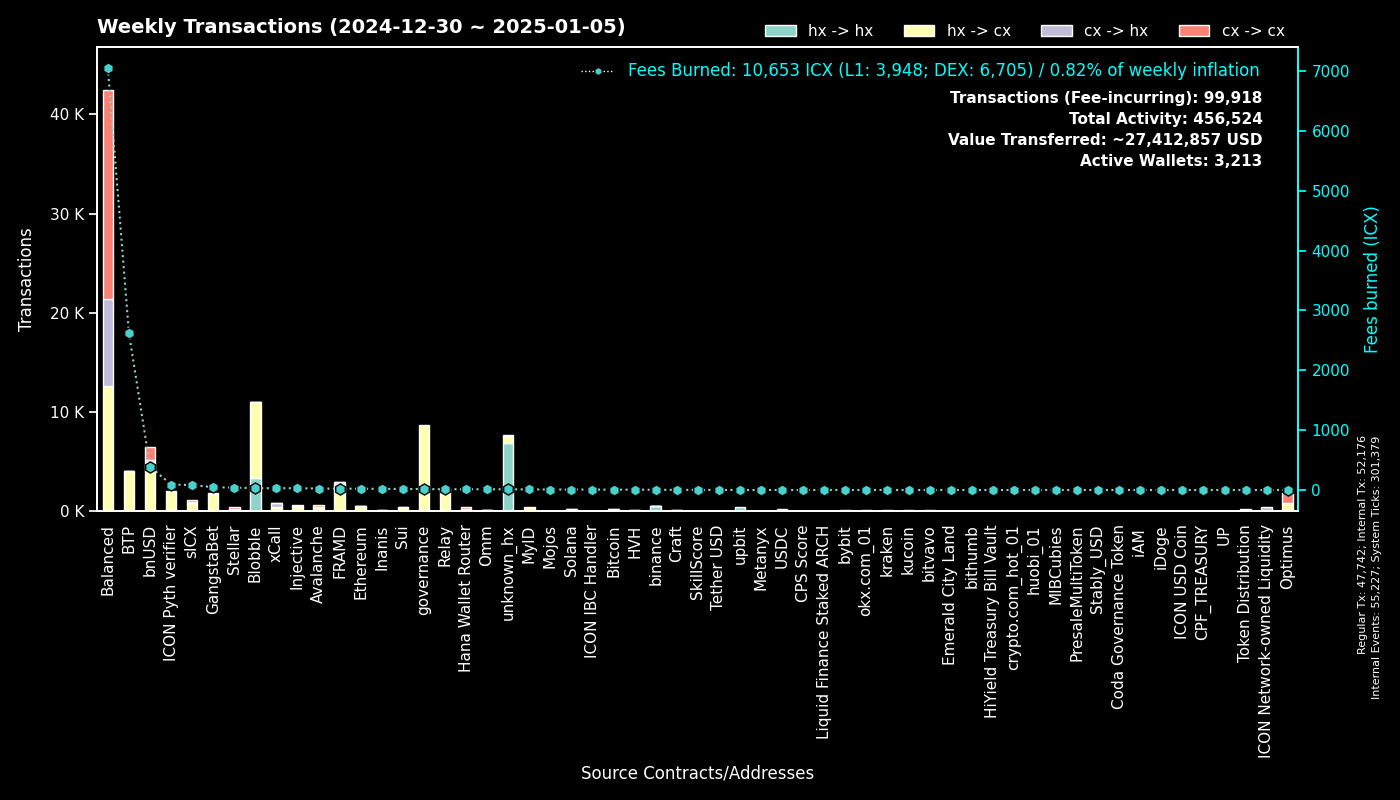 Weekly Transactions (2024-12-30 ~ 2025-01-05)
hx -> hx
hx -> cx
cx -> hx
cx -> cx
Fees Burned: 10,653 ICX (L1: 3,948; DEX: 6,705) / 0.82% of weekly inflation
Transactions (Fee-incurring): 99,918
Total Activity: 456,524
Value Transferred: ~27,412,857 USD
Active Wallets: 3,213
Transactions
40 K
30 K
20 K
10 K
0 K
7000
6000
5000
4000
3000
2000
1000
0
Fees burned (ICX)
Balanced
BTP
bnUSD
ICON Pyth verifier
sICX
GangstaBet
Stellar
Blobble
xCall
Injective
Avalanche
FRAMD
Ethereum
Inanis
Sui
governance
Relay
Hana Wallet Router
Omm
unknown_hx
MyID
Mojos
Solana
ICON IBC Handler
Bitcoin
HVH
binance
Craft
SkillScore
Tether USD
upbit
Metanyx
USDC
CPS Score
Liquid Finance Staked ARCH
bybit
okx.com_01
kraken
kucoin
bitvavo
Emerald City Land
bithumb
HiYield Treasury Bill Vault
crypto.com_hot_01
huobi_01
MIBCubies
PresaleMultiToken
Stably_USD
Coda Governance Token
iAM
iDoge
ICON USD Coin
CPF_TREASURY
UP
Token Distribution
ICON Network-owned Liquidity
Optimus
Source Contracts/Addresses
Regular Tx: 47,742; Internal Tx: 52,176
Internal Events: 55,227; System Ticks: 301,379